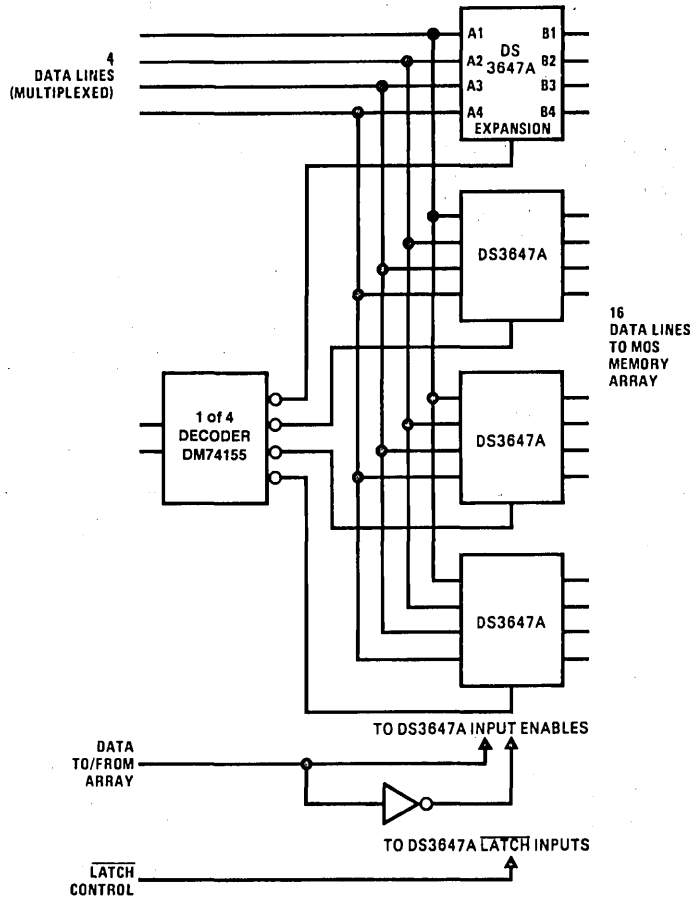 4
DATA LINES
(MULTIPLEXED)
A1
A2
A3
A4
DS
3647A
B1
B2
B3
B4
EXPANSION
DS3647A
16
DATA LINES
TO MOS
MEMORY
ARRAY
1 of 4
DECODER
DM74155
DS3647A
DS3647A
TO DS3647A INPUT ENABLES
DATA
TO/FROM
ARRAY
TO DS3647A LATCH INPUTS
LATCH
CONTROL